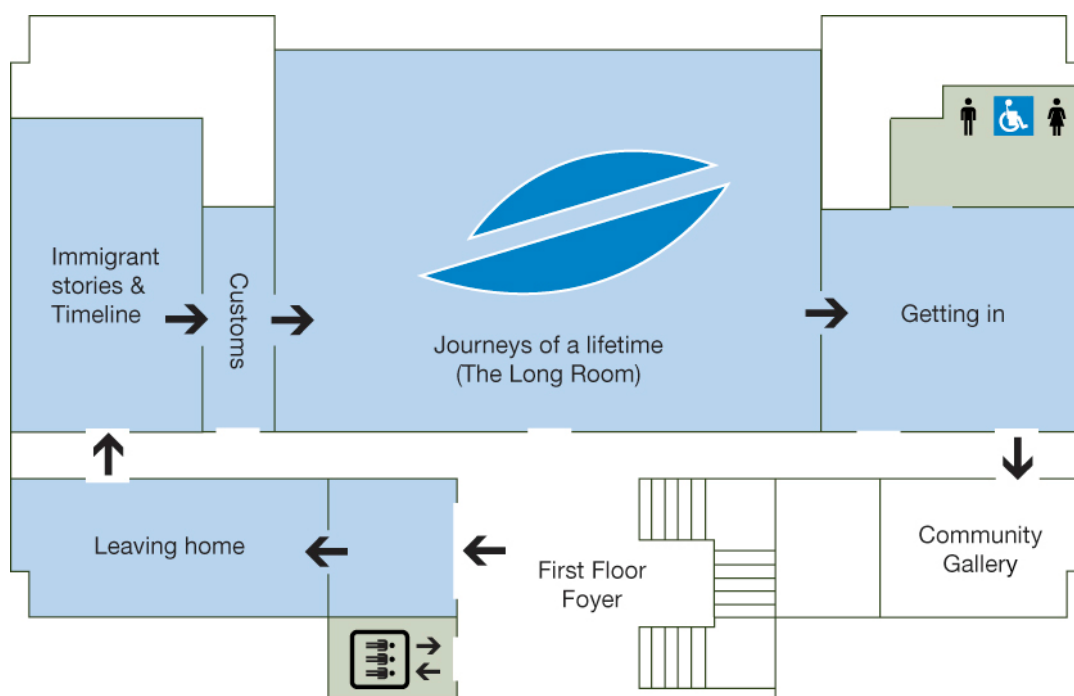 Immigrant
stories &
Timeline
Customs
Journeys of a lifetime
(The Long Room)
Getting in
Leaving home
First Floor
Foyer
Community
Gallery